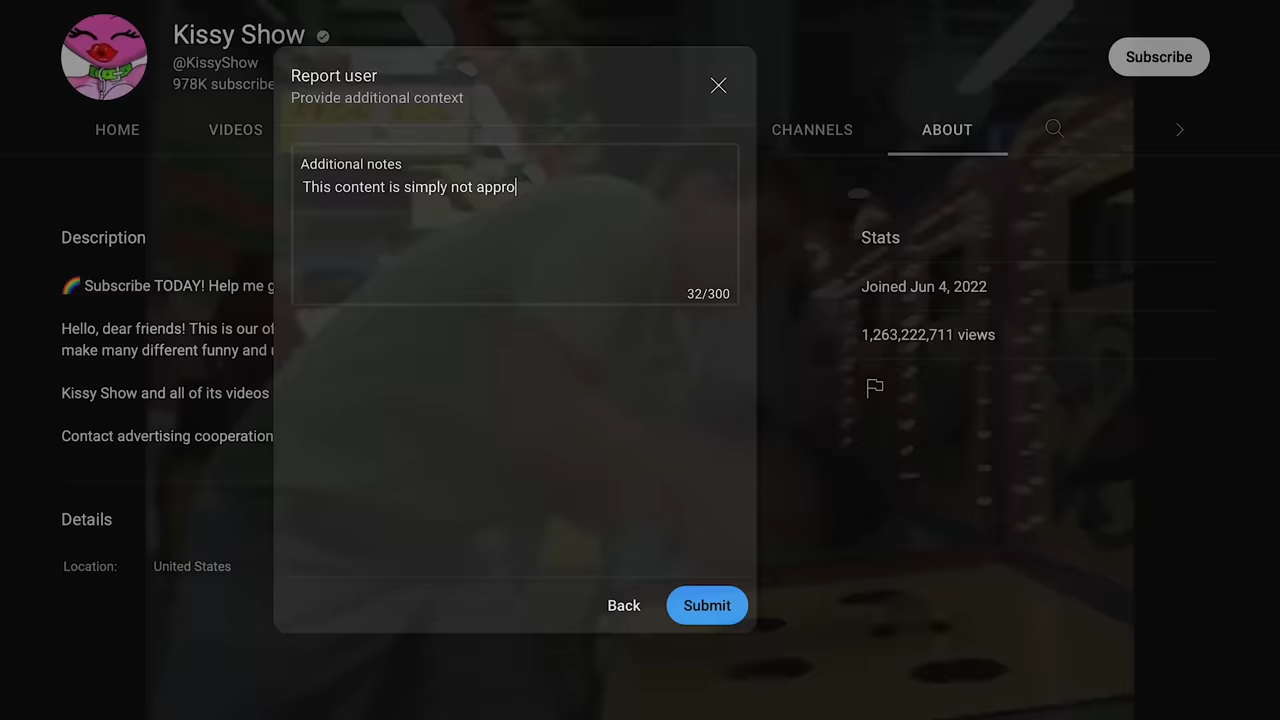 Kissy Show
@KissyShow
978K subscribe
Subscribe
HOME
VIDEOS
CHANNELS
ABOUT
Report user
Provide additional context
Additional notes
This content is simply not appro
32/300
Back
Submit
Description
🌈 Subscribe TODAY! Help me g
Hello, dear friends! This is our of
make many different funny and u
Kissy Show and all of its videos
Contact advertising cooperation
Details
Location: United States
Stats
Joined Jun 4, 2022
1,263,222,711 views